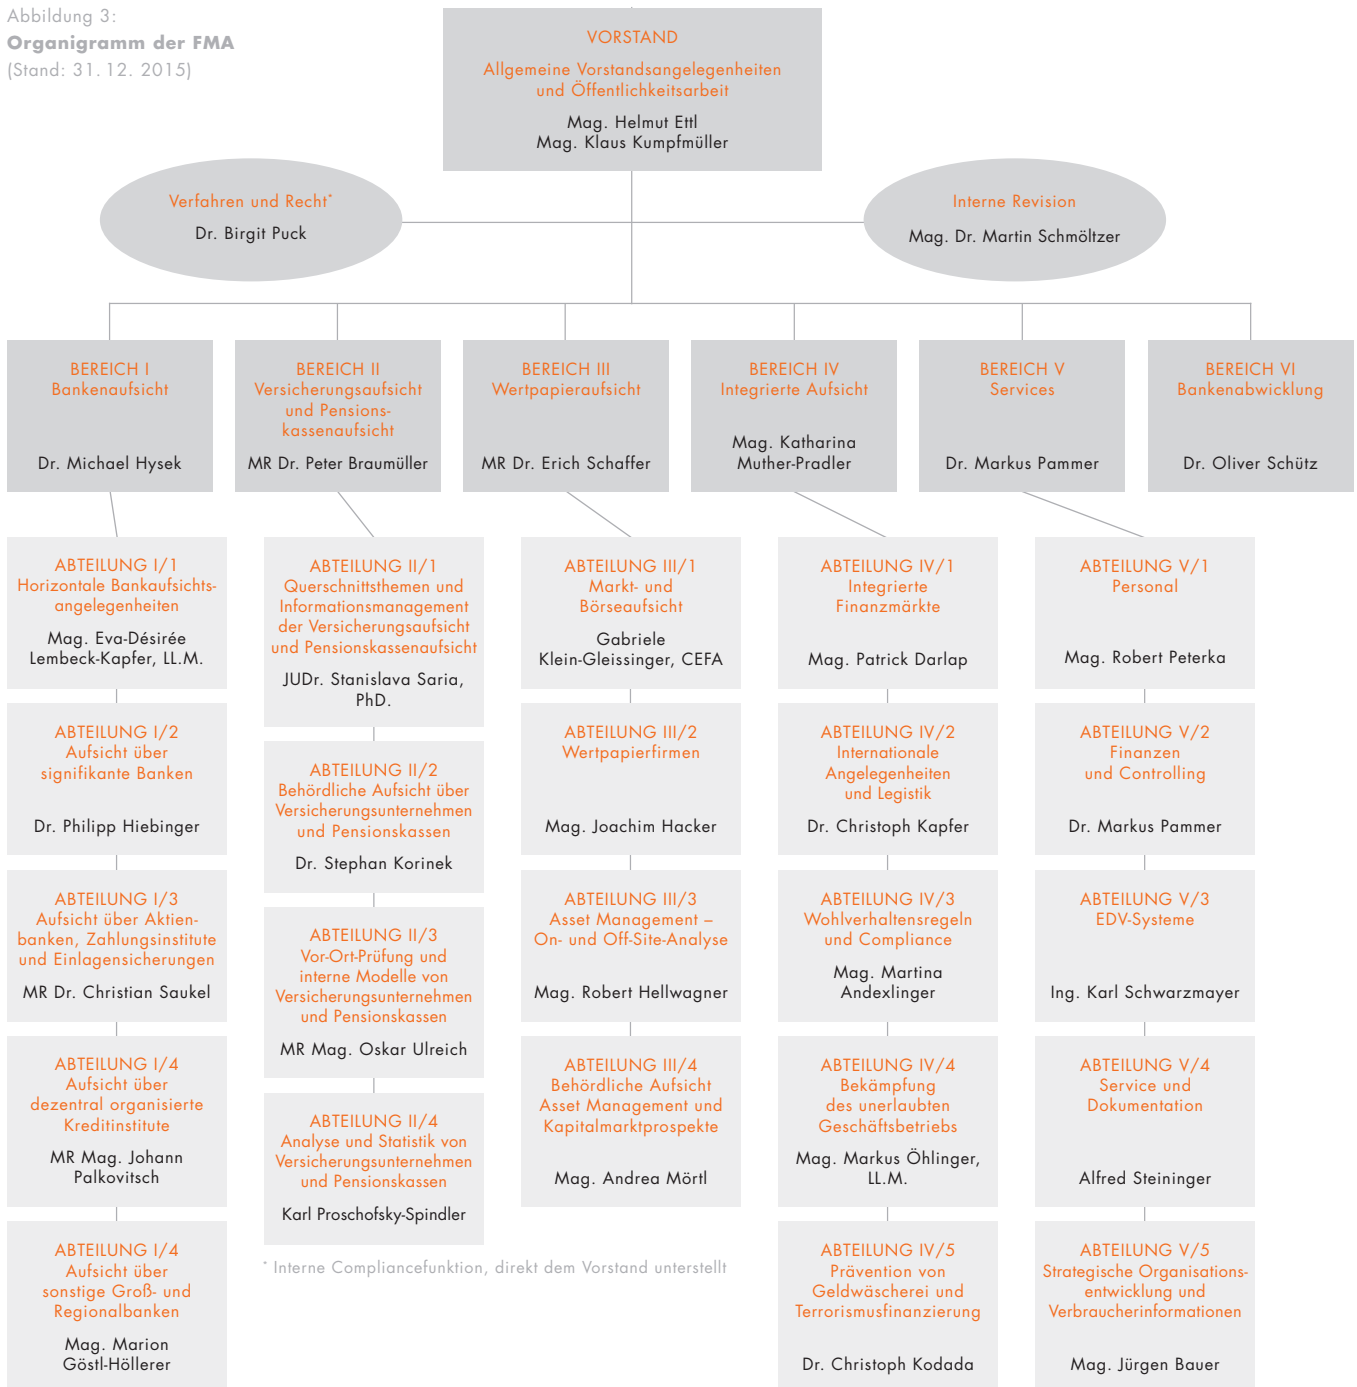 Abbildung 3:
Organigramm der FMA
(Stand: 31. 12. 2015)
VORSTAND
Allgemeine Vorstandsangelegenheiten
und Öffentlichkeitsarbeit
Mag. Helmut Ettl
Mag. Klaus Kumpfmüller
Verfahren und Recht*
Dr. Birgit Puck
Interne Revision
Mag. Dr. Martin Schmöltzer
BEREICH I
Bankenaufsicht
Dr. Michael Hysek
BEREICH II
Versicherungsaufsicht
und Pensions-
kassenaufsicht
MR Dr. Peter Braumüller
BEREICH III
Wertpapieraufsicht
MR Dr. Erich Schaffer
BEREICH IV
Integrierte Aufsicht
Mag. Katharina
Muther-Pradler
BEREICH V
Services
Dr. Markus Pammer
BEREICH VI
Bankenabwicklung
Dr. Oliver Schütz
ABTEILUNG I/1
Horizontale Bankaufsichts-
angelegenheiten
Mag. Eva-Désirée
Lembeck-Kapfer, LL.M.
ABTEILUNG I/2
Aufsicht über
signifikante Banken
Dr. Philipp Hiebinger
ABTEILUNG I/3
Aufsicht über Aktien-
banken, Zahlungsinstitute
und Einlagensicherungen
MR Dr. Christian Saukel
ABTEILUNG I/4
Aufsicht über
dezentral organisierte
Kreditinstitute
MR Mag. Johann
Palkovitsch
ABTEILUNG I/4
Aufsicht über
sonstige Groß- und
Regionalbanken
Mag. Marion
Göstl-Höllerer
ABTEILUNG II/1
Querschnittsthemen und
Informationsmanagement
der Versicherungsaufsicht
und Pensionskassenaufsicht
JUDr. Stanislava Saria,
PhD.
ABTEILUNG II/2
Behördliche Aufsicht über
Versicherungsunternehmen
und Pensionskassen
Dr. Stephan Korinek
ABTEILUNG II/3
Vor-Ort-Prüfung und
interne Modelle von
Versicherungsunternehmen
und Pensionskassen
MR Mag. Oskar Ulreich
ABTEILUNG II/4
Analyse und Statistik von
Versicherungsunternehmen
und Pensionskassen
Karl Proschofsky-Spindler
ABTEILUNG III/1
Markt- und
Börseaufsicht
Gabriele
Klein-Gleissinger, CEFA
ABTEILUNG III/2
Wertpapierfirmen
Mag. Joachim Hacker
ABTEILUNG III/3
Asset Management –
On- und Off-Site-Analyse
Mag. Robert Hellwagner
ABTEILUNG III/4
Behördliche Aufsicht
Asset Management und
Kapitalmarktprospekte
Mag. Andrea Mörtl
ABTEILUNG IV/1
Integrierte
Finanzmärkte
Mag. Patrick Darlap
ABTEILUNG IV/2
Internationale
Angelegenheiten
und Legistik
Dr. Christoph Kapfer
ABTEILUNG IV/3
Wohlverhaltensregeln
und Compliance
Mag. Martina
Andexlinger
ABTEILUNG IV/4
Bekämpfung
des unerlaubten
Geschäftsbetriebs
Mag. Markus Öhlinger,
LL.M.
ABTEILUNG IV/5
Prävention von
Geldwäscherei und
Terrorismusfinanzierung
Dr. Christoph Kodada
ABTEILUNG V/1
Personal
Mag. Robert Peterka
ABTEILUNG V/2
Finanzen
und Controlling
Dr. Markus Pammer
ABTEILUNG V/3
EDV-Systeme
Ing. Karl Schwarzmayer
ABTEILUNG V/4
Service und
Dokumentation
Alfred Steininger
ABTEILUNG V/5
Strategische Organisations-
entwicklung und
Verbraucherinformationen
Mag. Jürgen Bauer
* Interne Compliancefunktion, direkt dem Vorstand unterstellt